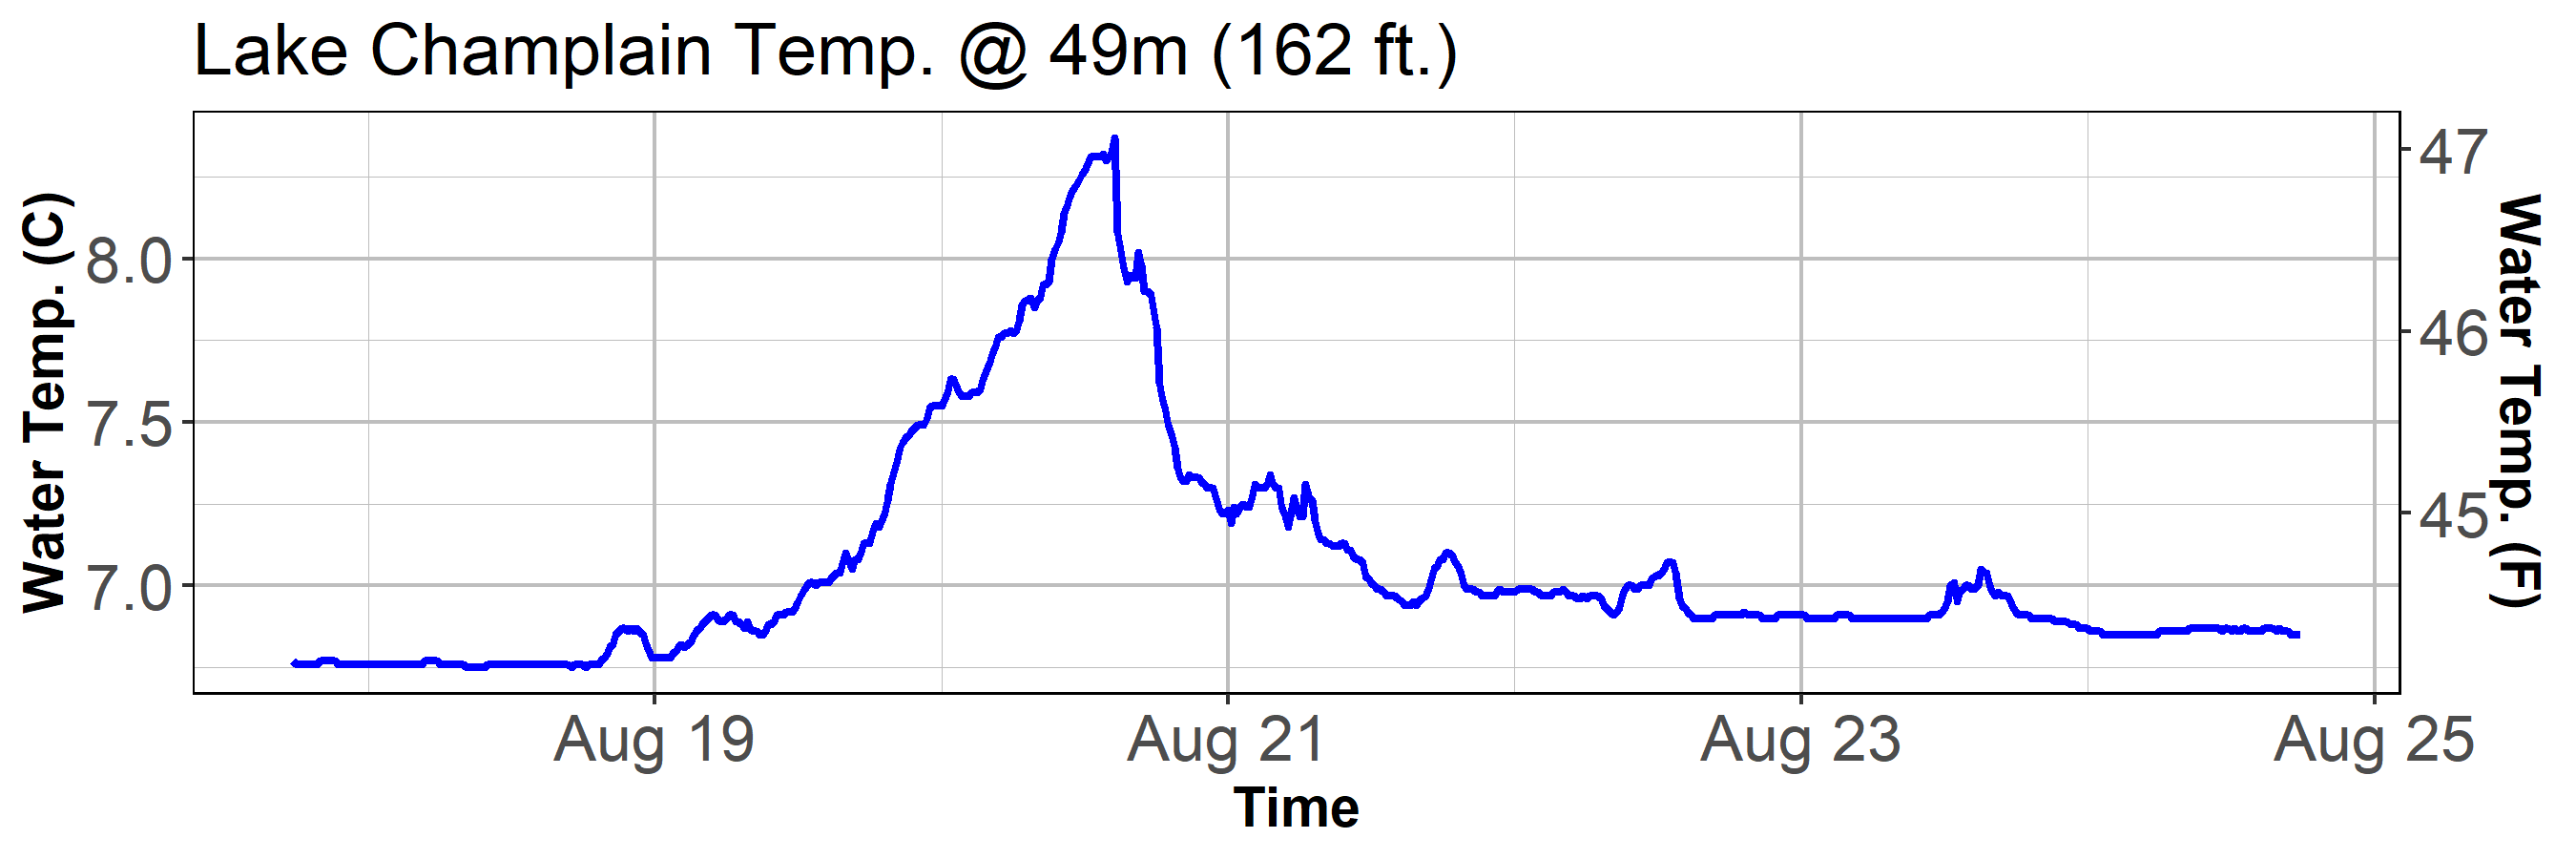 Lake Champlain Temp. @ 49m (162 ft.)
Water Temp. (C)
8.0
7.5
7.0
47
46
45
Water Temp. (F)
Aug 19
Aug 21
Aug 23
Aug 25
Time